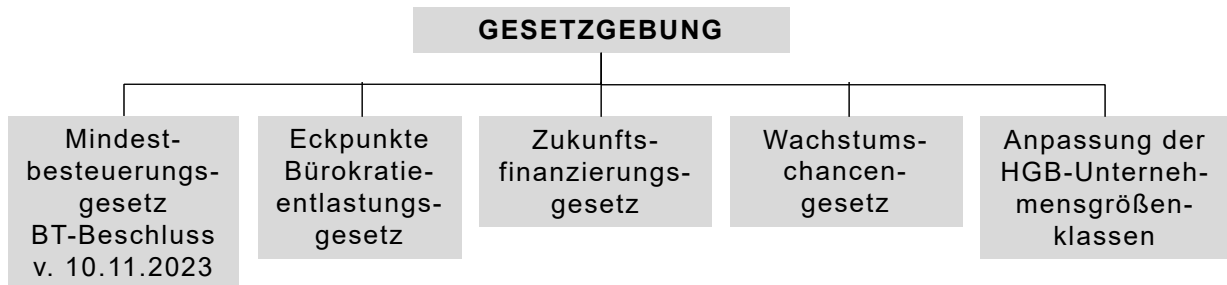 GESETZGEBUNG
Mindest-
besteuerungs-
gesetz
BT-Beschluss
v. 10.11.2023
Eckpunkte
Bürokratie-
entlastungs-
gesetz
Zukunfts-
finanzierungs-
gesetz
Wachstums-
chancen-
gesetz
Anpassung der
HGB-Unterneh-
mensgrößen-
klassen